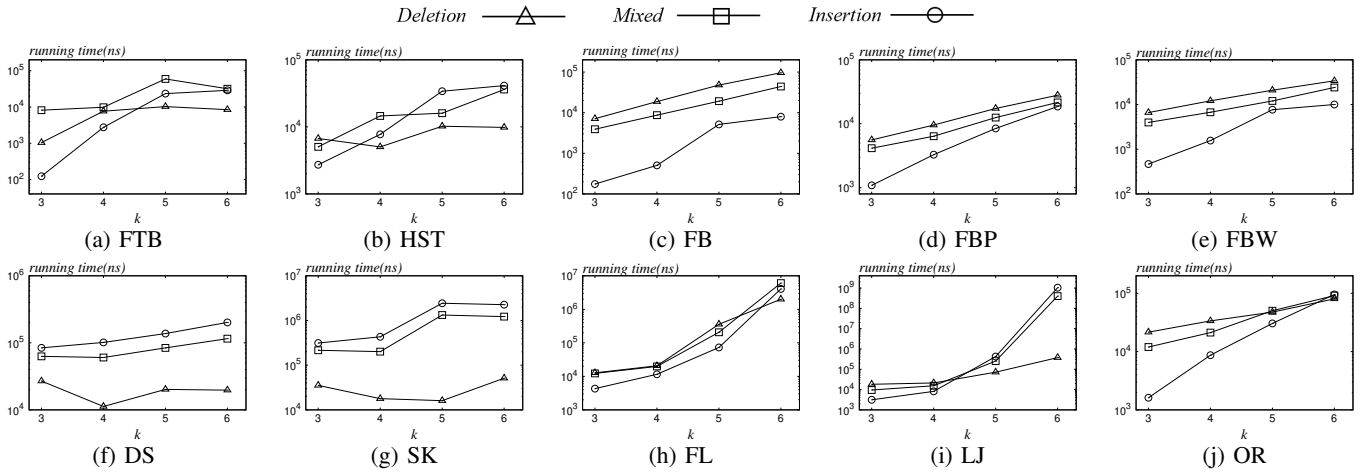 Deletion Mixed Insertion
running time(ns) running time(ns) running time(ns) running time(ns) running time(ns)
10^5 10^5 10^5 10^5 10^5
10^4 10^4 10^4 10^4 10^4
10^3 10^3 10^3 10^3 10^3
10^2 10^2 10^2
3 4 5 6 3 4 5 6 3 4 5 6 3 4 5 6 3 4 5 6
k k k k k
(a) FTB (b) HST (c) FB (d) FBP (e) FBW
running time(ns) running time(ns) running time(ns) running time(ns) running time(ns)
10^6 10^7 10^7 10^9 10^5
10^5 10^6 10^6 10^8 10^4
10^4 10^5 10^5 10^7 10^3
10^4 10^4 10^6
10^3 10^5
10^4
10^3
3 4 5 6 3 4 5 6 3 4 5 6 3 4 5 6 3 4 5 6
k k k k k
(f) DS (g) SK (h) FL (i) LJ (j) OR